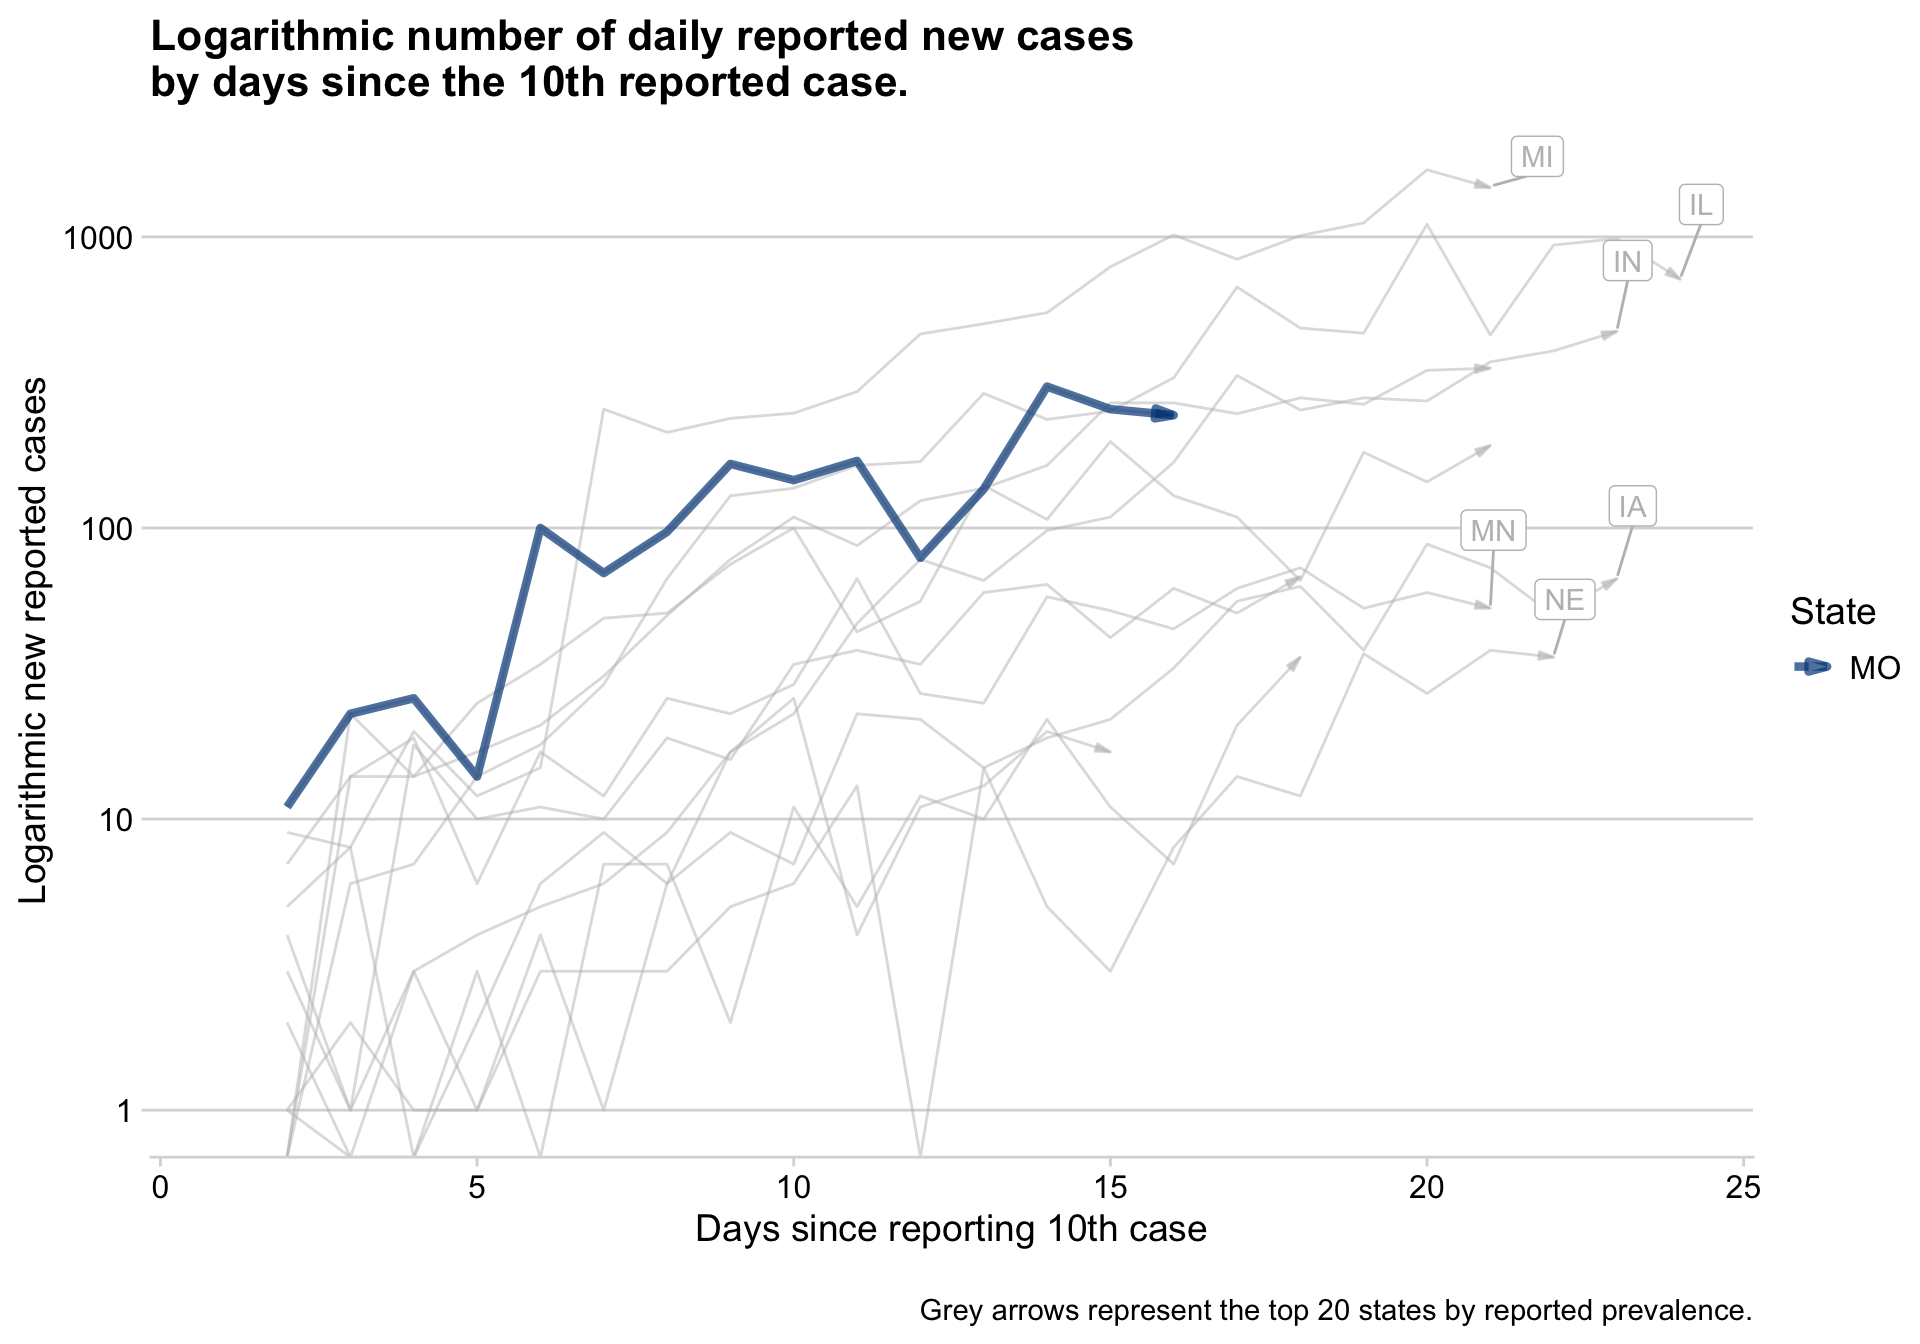 Logarithmic number of daily reported new cases
by days since the 10th reported case.
MI
IL
1000
IN
Logarithmic new reported cases
IA
100
MN
NE
State
MO
10
1
0 5 10 15 20 25
Days since reporting 10th case
Grey arrows represent the top 20 states by reported prevalence.